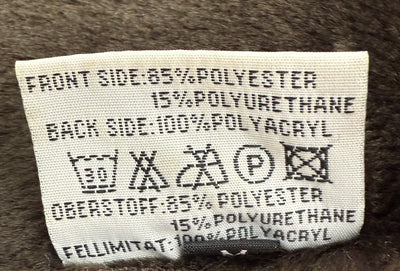 FRONT SIDE:85%POLYESTER
15%POLYURETHANE
BACK SIDE:100%POLYACRYL
30 P
OBERSTOFF:85% POLYESTER
15%POLYURETHANE
FELLIMITAT:100%POLYACRYL